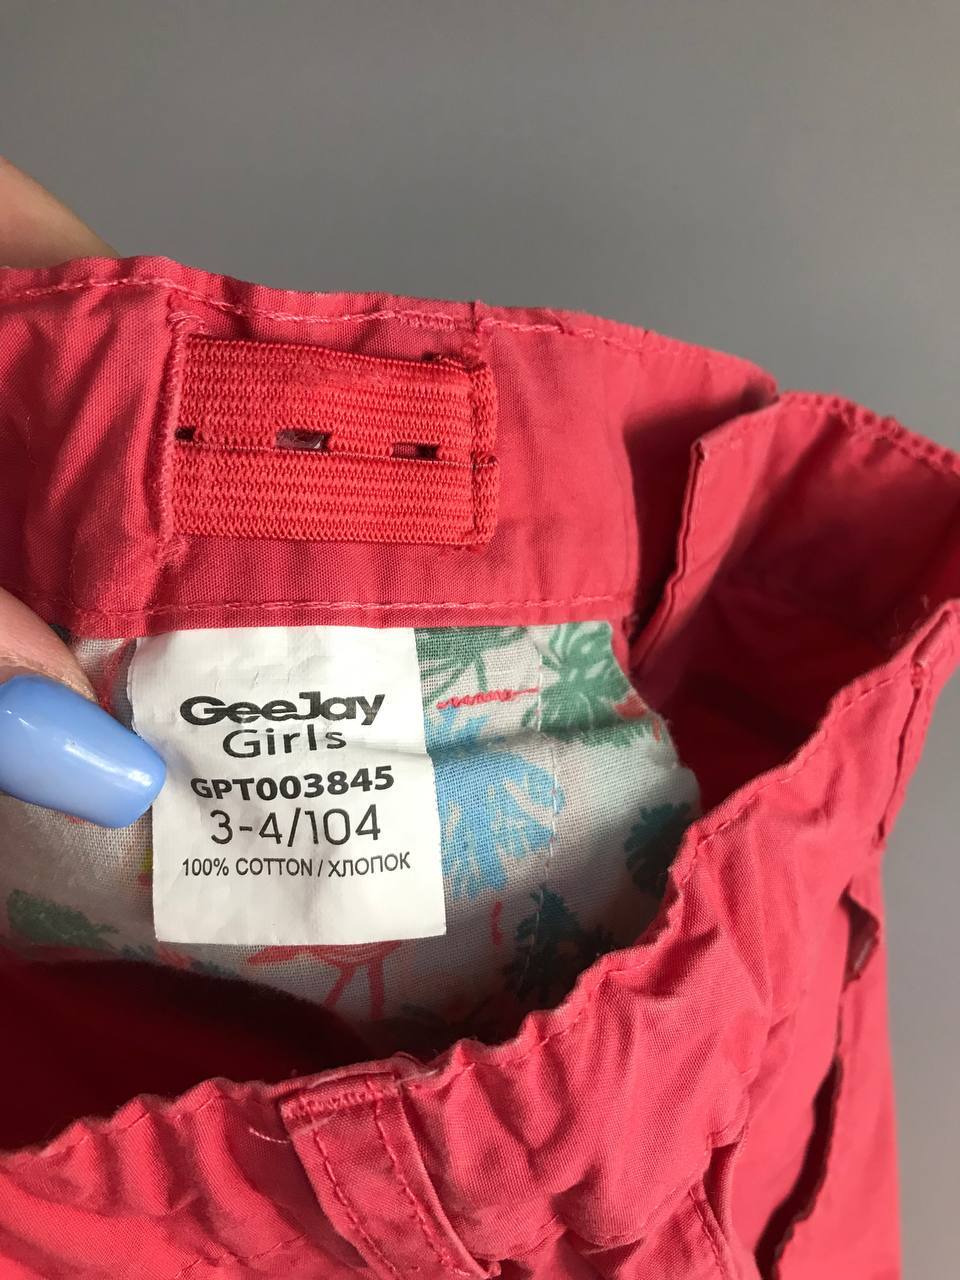 GeeJay
Girls
GPT003845
3-4/104
100% COTTON / ХЛОПОК